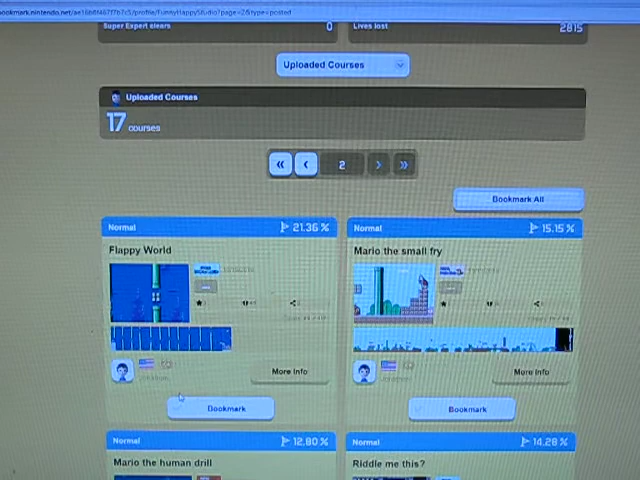 Super Expert clears 0
Lives lost 2815
Uploaded Courses
Uploaded Courses
17 courses
« ‹ 2 › »
Bookmark All
Normal 21.36 %
Normal 15.15 %
Flappy World
Mario the small fry
More Info
More Info
Bookmark
Bookmark
Normal 12.80 %
Normal 14.28 %
Mario the human drill
Riddle me this?